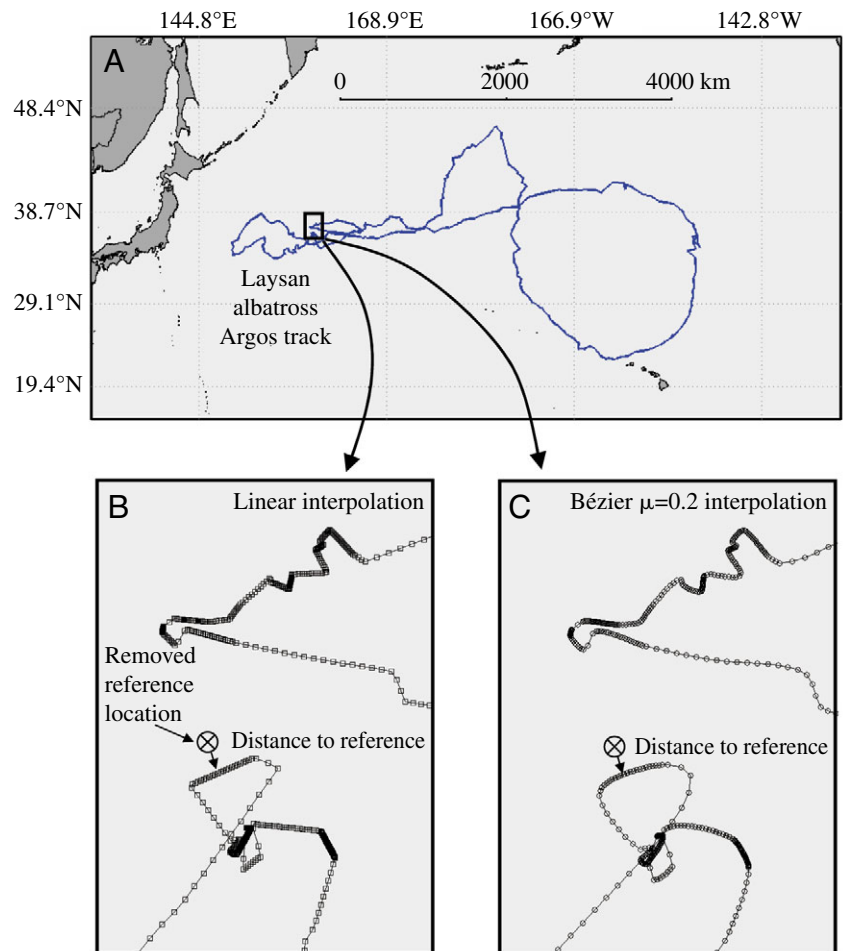 144.8°E 168.9°E 166.9°W 142.8°W
A
0 2000 4000 km
48.4°N
38.7°N
29.1°N
19.4°N
Laysan
albatross
Argos track
B
Linear interpolation
Removed
reference
location
Distance to reference
C
Bézier μ=0.2 interpolation
Distance to reference